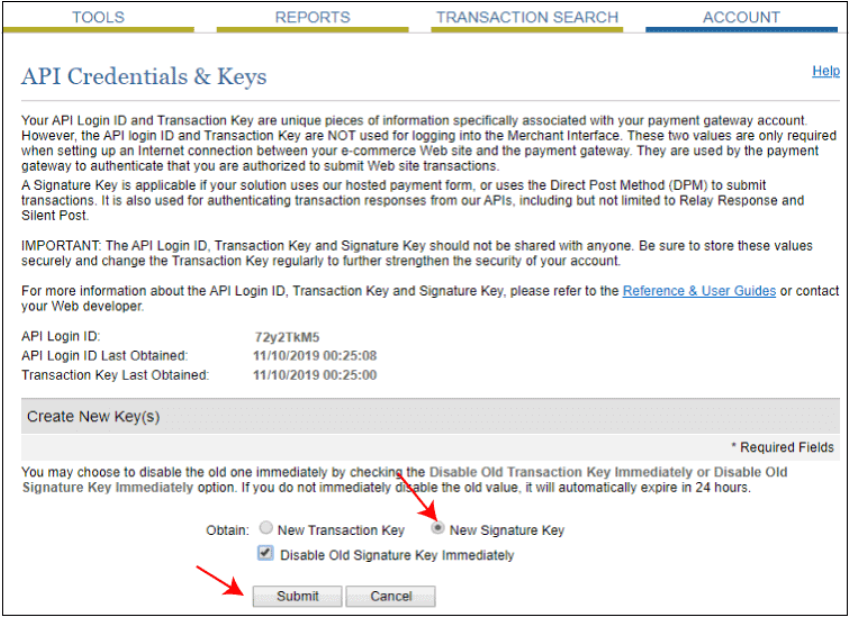 TOOLS REPORTS TRANSACTION SEARCH ACCOUNT
API Credentials & Keys Help
Your API Login ID and Transaction Key are unique pieces of information specifically associated with your payment gateway account.
However, the API login ID and Transaction Key are NOT used for logging into the Merchant Interface. These two values are only required
when setting up an Internet connection between your e-commerce Web site and the payment gateway. They are used by the payment
gateway to authenticate that you are authorized to submit Web site transactions.
A Signature Key is applicable if your solution uses our hosted payment form, or uses the Direct Post Method (DPM) to submit
transactions. It is also used for authenticating transaction responses from our APIs, including but not limited to Relay Response and
Silent Post.
IMPORTANT: The API Login ID, Transaction Key and Signature Key should not be shared with anyone. Be sure to store these values
securely and change the Transaction Key regularly to further strengthen the security of your account.
For more information about the API Login ID, Transaction Key and Signature Key, please refer to the Reference & User Guides or contact
your Web developer.
API Login ID: 72y2TkM5
API Login ID Last Obtained: 11/10/2019 00:25:08
Transaction Key Last Obtained: 11/10/2019 00:25:00
Create New Key(s)
* Required Fields
You may choose to disable the old one immediately by checking the Disable Old Transaction Key Immediately or Disable Old
Signature Key Immediately option. If you do not immediately disable the old value, it will automatically expire in 24 hours.
Obtain: New Transaction Key New Signature Key
Disable Old Signature Key Immediately
Submit Cancel